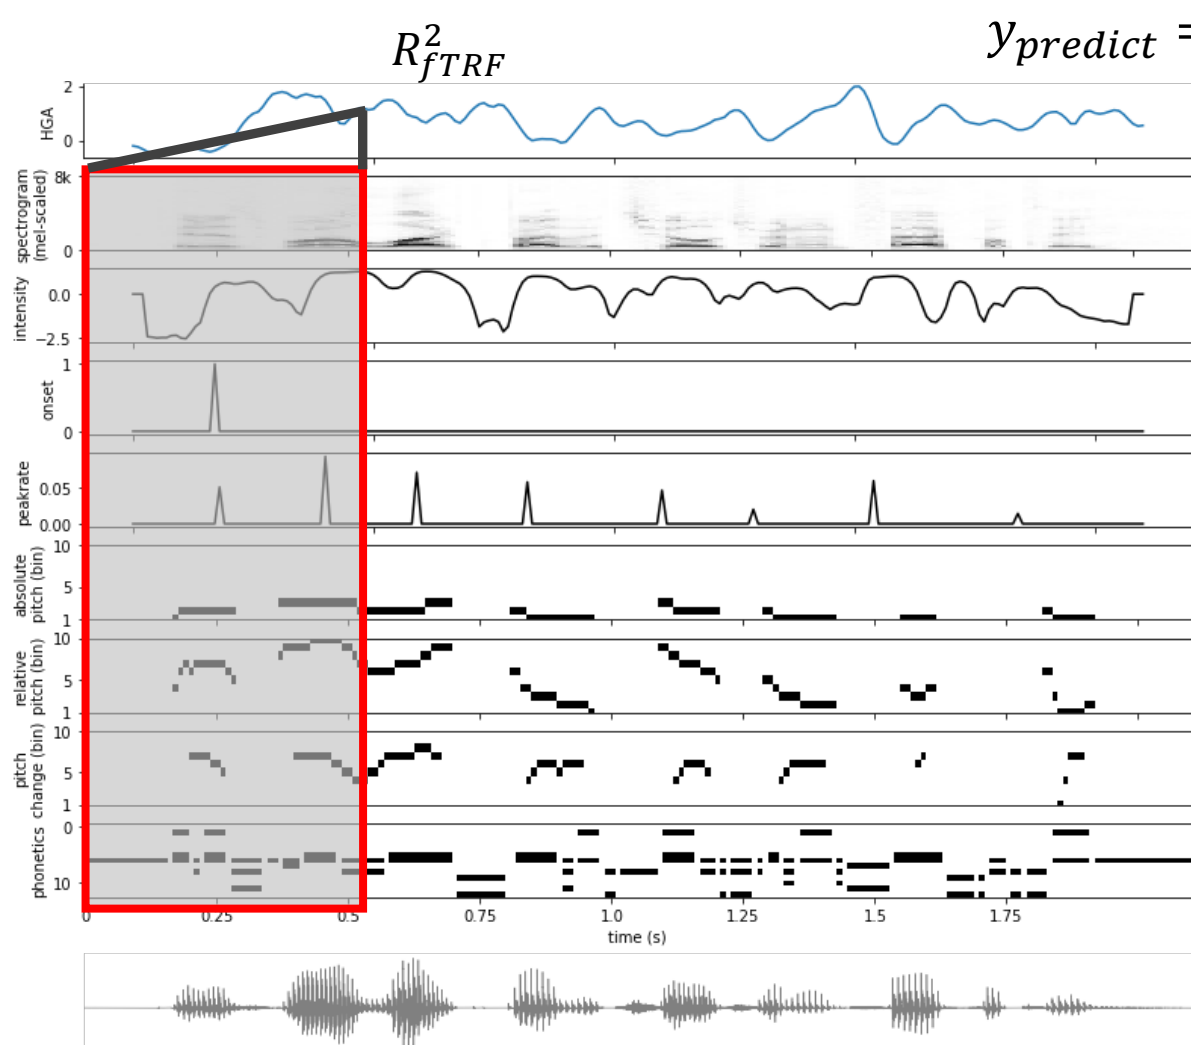 R²fTRF
ypredict =
2
HGA
0
8k
spectrogram
(mel-scaled)
0
0.0
intensity
−2.5
1
onset
0
peakrate
0.05
0.00
10
absolute
pitch (bin)
5
1
10
relative
pitch (bin)
5
1
10
pitch
change (bin)
5
1
0
phonetics
10
0 0.25 0.5 0.75 1.0 1.25 1.5 1.75
time (s)